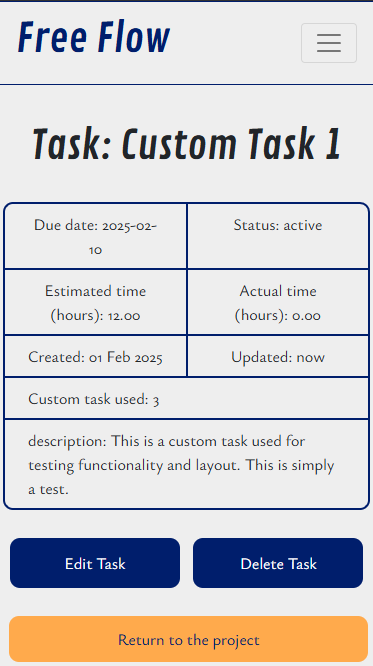 Free Flow
Task: Custom Task 1
Due date: 2025-02-
10
Status: active
Estimated time
(hours): 12.00
Actual time
(hours): 0.00
Created: 01 Feb 2025
Updated: now
Custom task used: 3
description: This is a custom task used for
testing functionality and layout. This is simply
a test.
Edit Task
Delete Task
Return to the project